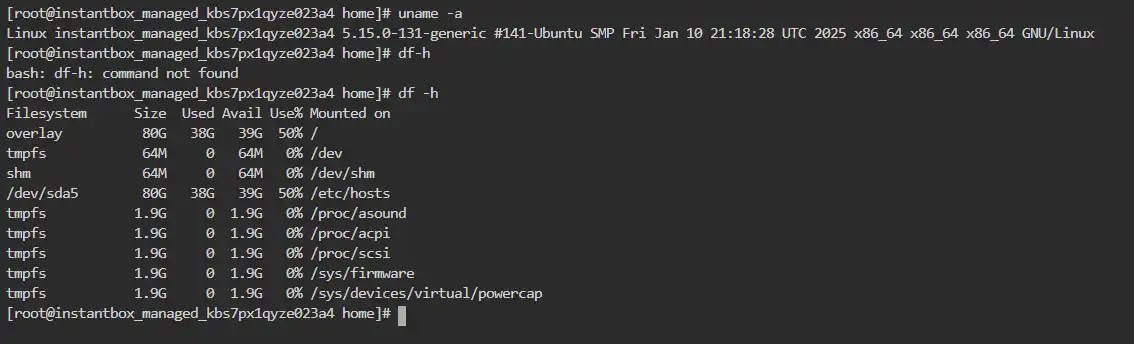 [root@instantbox_managed_kbs7px1qyze023a4 home]# uname -a
Linux instantbox_managed_kbs7px1qyze023a4 5.15.0-131-generic #141-Ubuntu SMP Fri Jan 10 21:18:28 UTC 2025 x86_64 x86_64 x86_64 GNU/Linux
[root@instantbox_managed_kbs7px1qyze023a4 home]# df-h
bash: df-h: command not found
[root@instantbox_managed_kbs7px1qyze023a4 home]# df -h
Filesystem      Size  Used Avail Use% Mounted on
overlay          80G   38G   39G  50% /
tmpfs            64M     0   64M   0% /dev
shm              64M     0   64M   0% /dev/shm
/dev/sda5        80G   38G   39G  50% /etc/hosts
tmpfs           1.9G     0  1.9G   0% /proc/asound
tmpfs           1.9G     0  1.9G   0% /proc/acpi
tmpfs           1.9G     0  1.9G   0% /proc/scsi
tmpfs           1.9G     0  1.9G   0% /sys/firmware
tmpfs           1.9G     0  1.9G   0% /sys/devices/virtual/powercap
[root@instantbox_managed_kbs7px1qyze023a4 home]#